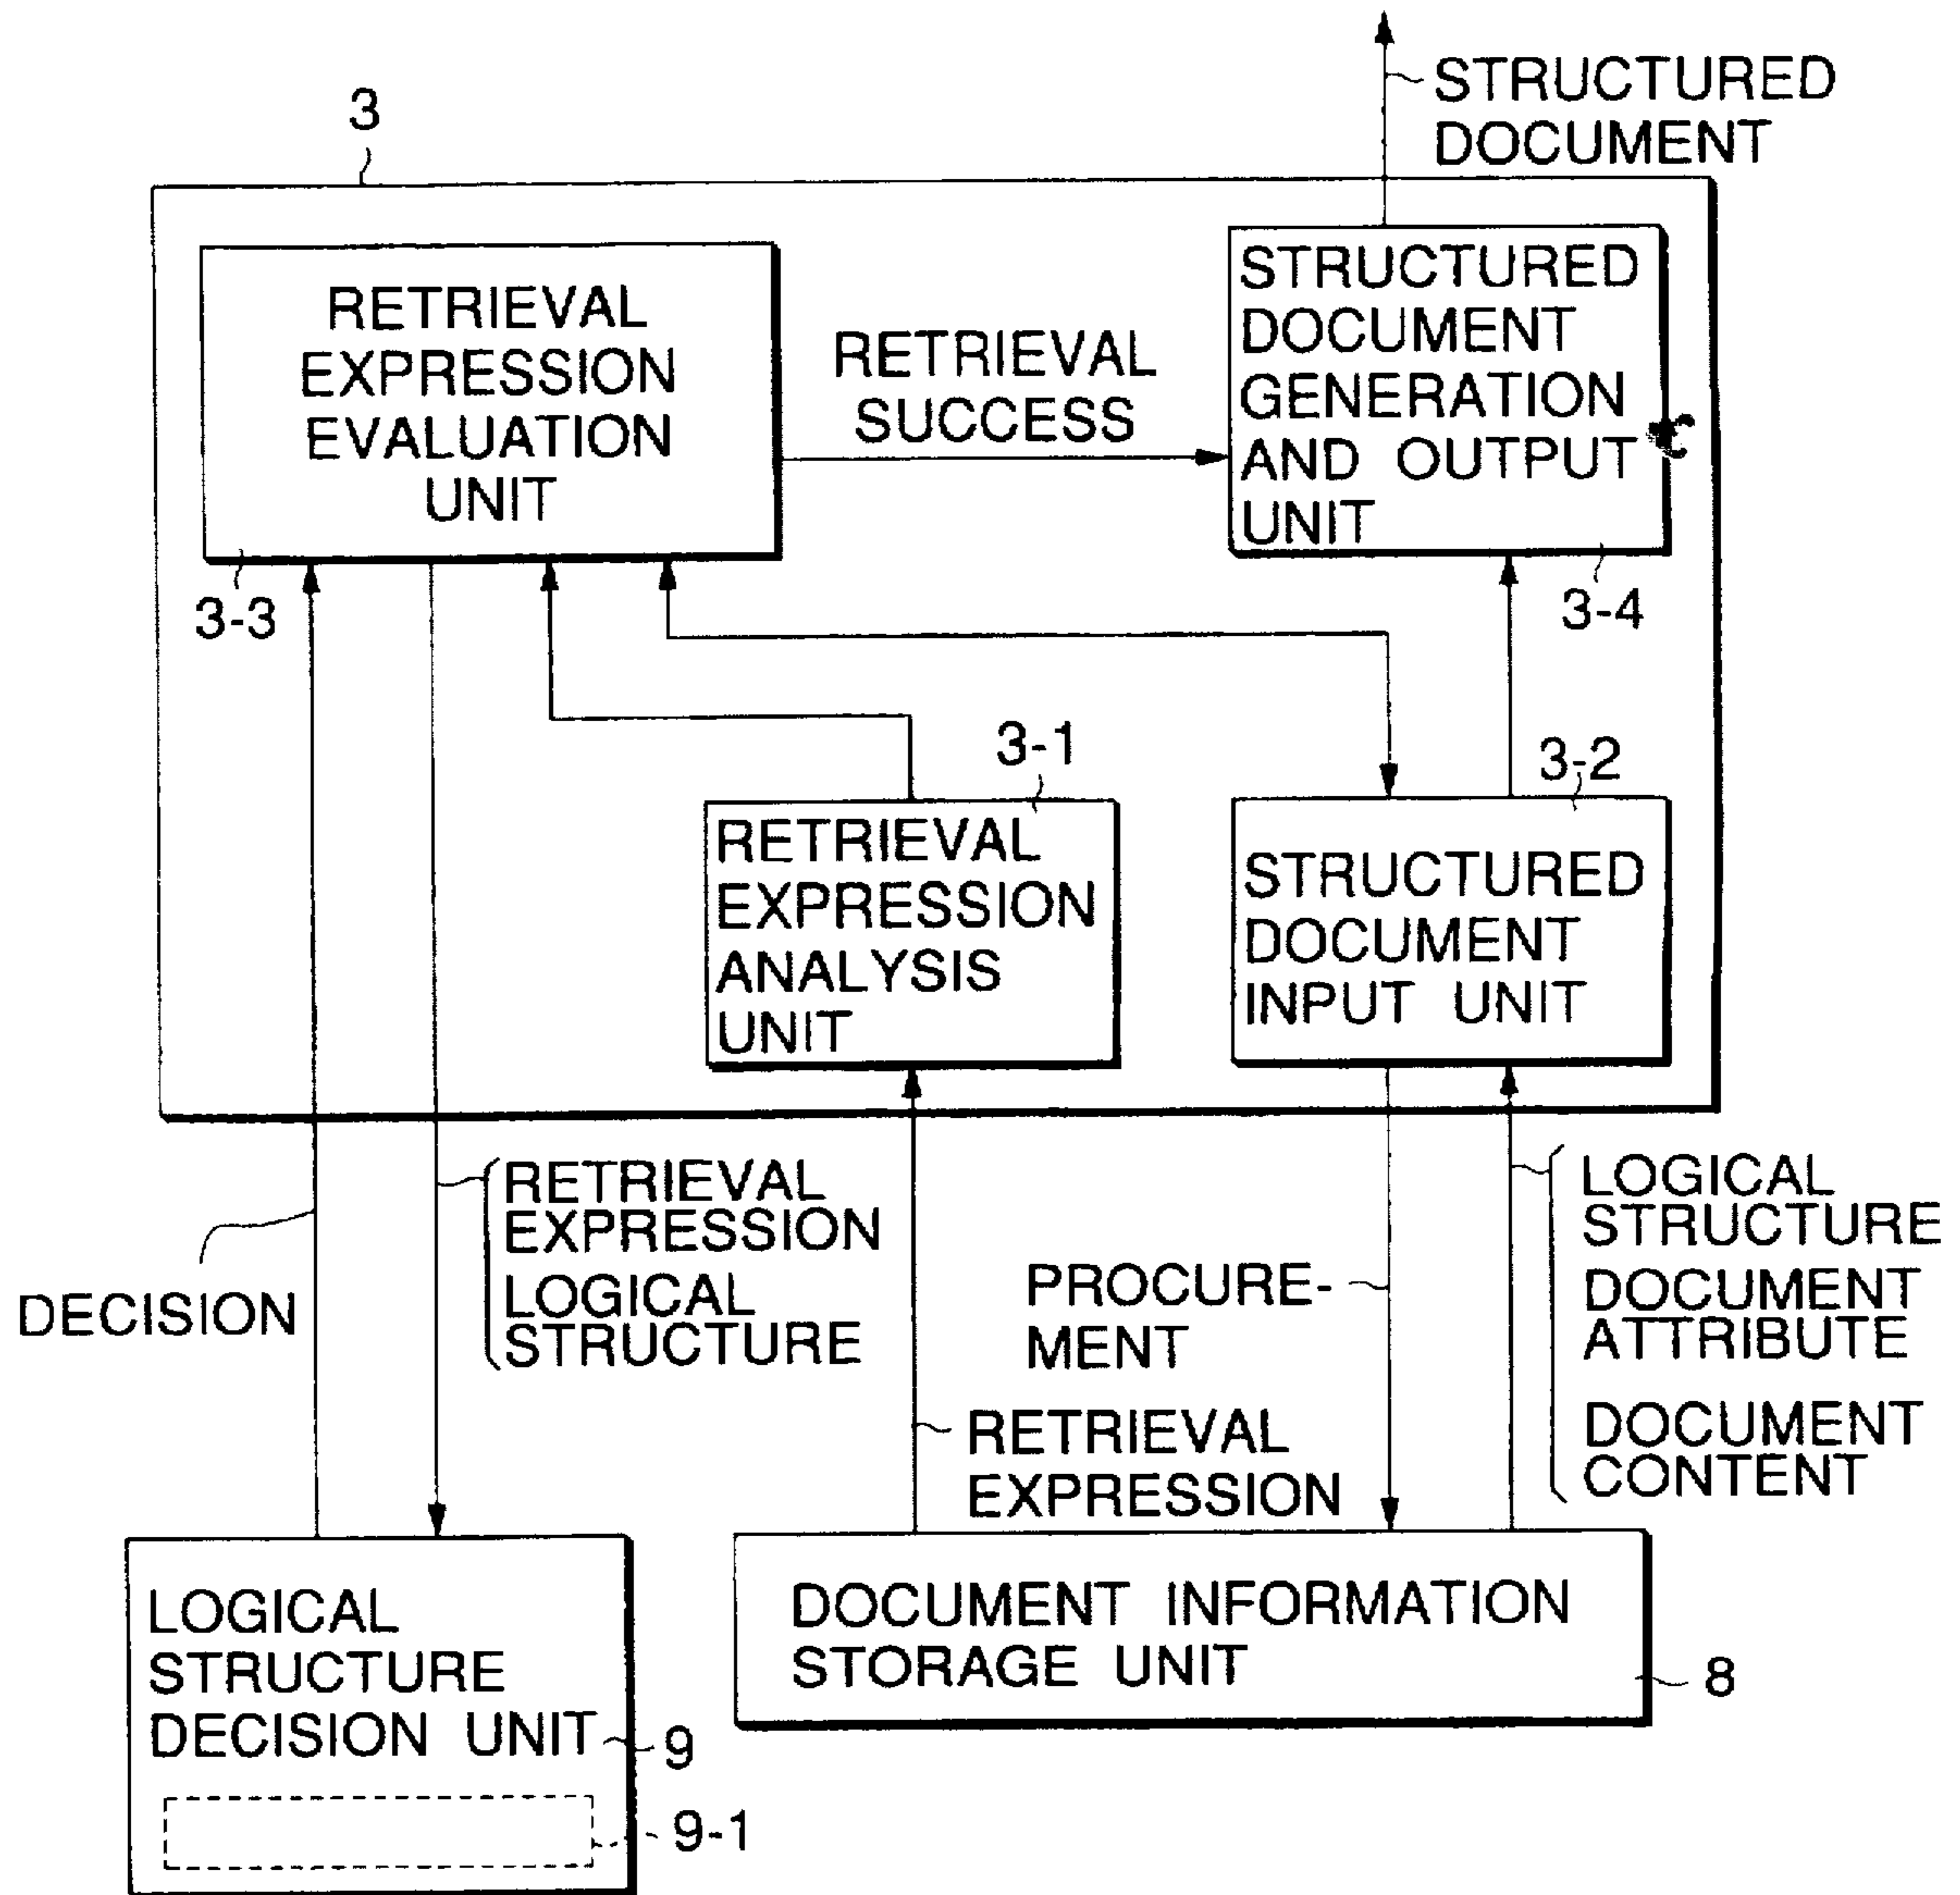 STRUCTURED
DOCUMENT
3
RETRIEVAL
EXPRESSION
EVALUATION
UNIT
3-3
RETRIEVAL
SUCCESS
STRUCTURED
DOCUMENT
GENERATION
AND OUTPUT
UNIT
3-4
3-1
RETRIEVAL
EXPRESSION
ANALYSIS
UNIT
3-2
STRUCTURED
DOCUMENT
INPUT UNIT
DECISION
RETRIEVAL
EXPRESSION
LOGICAL
STRUCTURE
PROCURE-
MENT
RETRIEVAL
EXPRESSION
LOGICAL
STRUCTURE
DOCUMENT
ATTRIBUTE
DOCUMENT
CONTENT
LOGICAL
STRUCTURE
DECISION UNIT
9
9-1
DOCUMENT INFORMATION
STORAGE UNIT
8